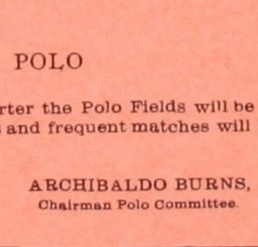 POLO
rter the Polo Fields will be
and frequent matches will
ARCHIBALDO BURNS,
Chairman Polo Committee.